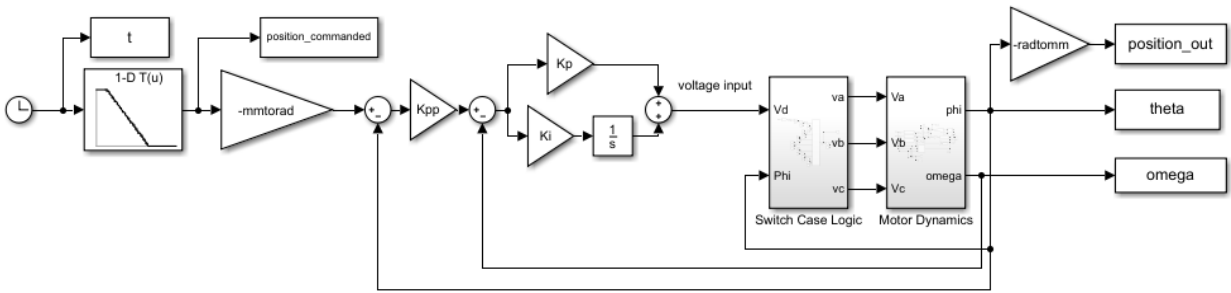 t
position_commanded
1-D T(u)
-mmtorad
+
−
Kpp
+
−
Kp
Ki
1
s
+
+
voltage input
Vd
Phi
va
vb
vc
Switch Case Logic
Va
Vb
Vc
phi
omega
Motor Dynamics
-radtomm
position_out
theta
omega